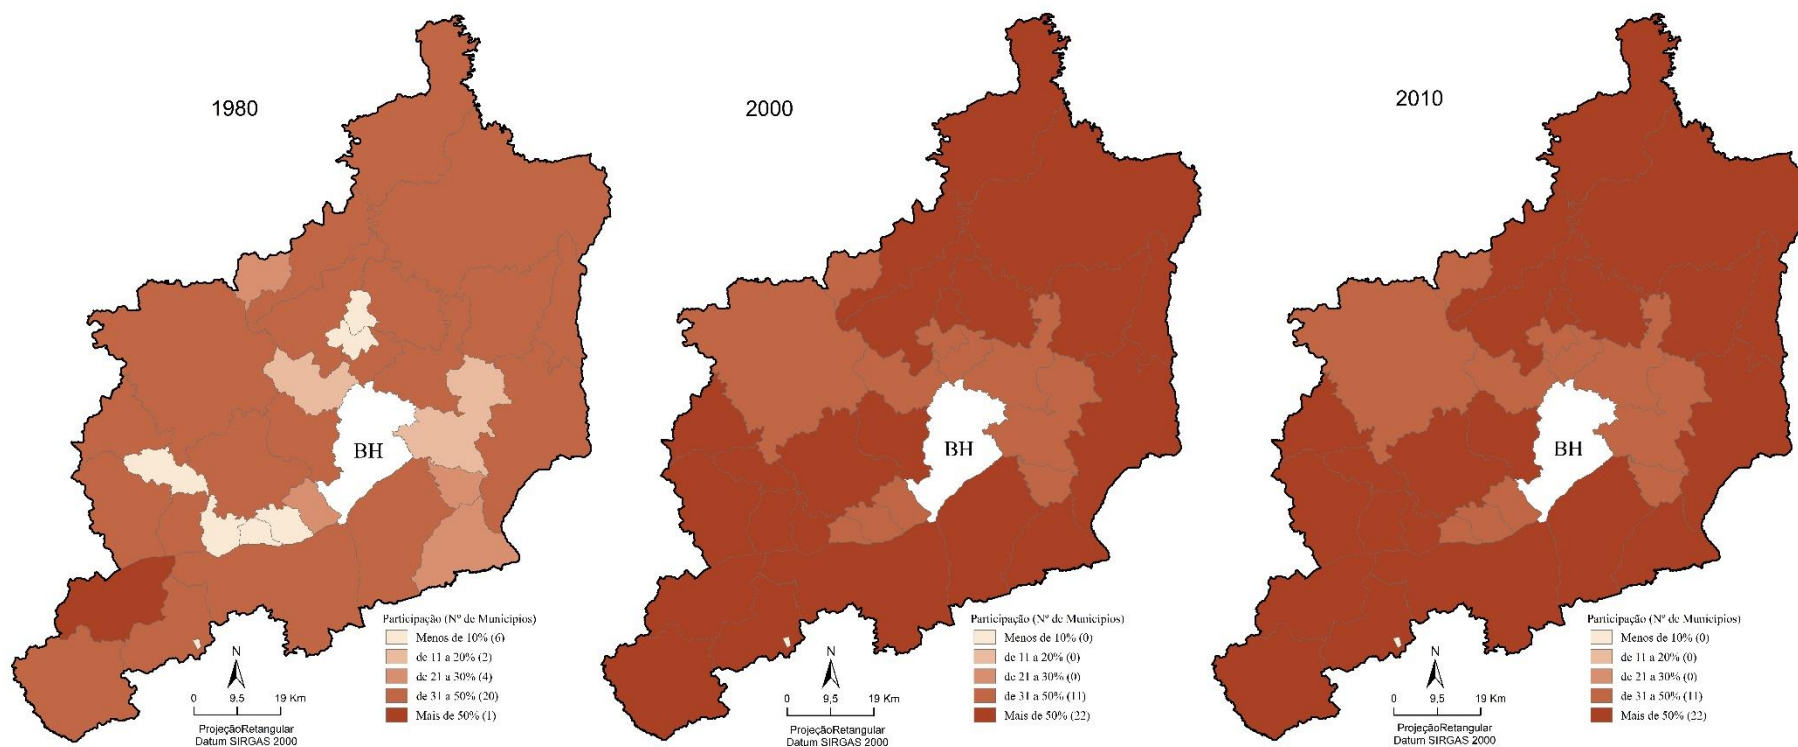 1980
BH
Participação (Nº de Municípios)
Menos de 10% (6)
de 11 a 20% (2)
de 21 a 30% (4)
de 31 a 50% (20)
Mais de 50% (1)
N
0 9,5 19 Km
ProjeçãoRetangular
Datum SIRGAS 2000
2000
BH
Participação (Nº de Municípios)
Menos de 10% (0)
de 11 a 20% (0)
de 21 a 30% (0)
de 31 a 50% (11)
Mais de 50% (22)
N
0 9,5 19 Km
ProjeçãoRetangular
Datum SIRGAS 2000
2010
BH
Participação (Nº de Municípios)
Menos de 10% (0)
de 11 a 20% (0)
de 21 a 30% (0)
de 31 a 50% (11)
Mais de 50% (22)
N
0 9,5 19 Km
ProjeçãoRetangular
Datum SIRGAS 2000